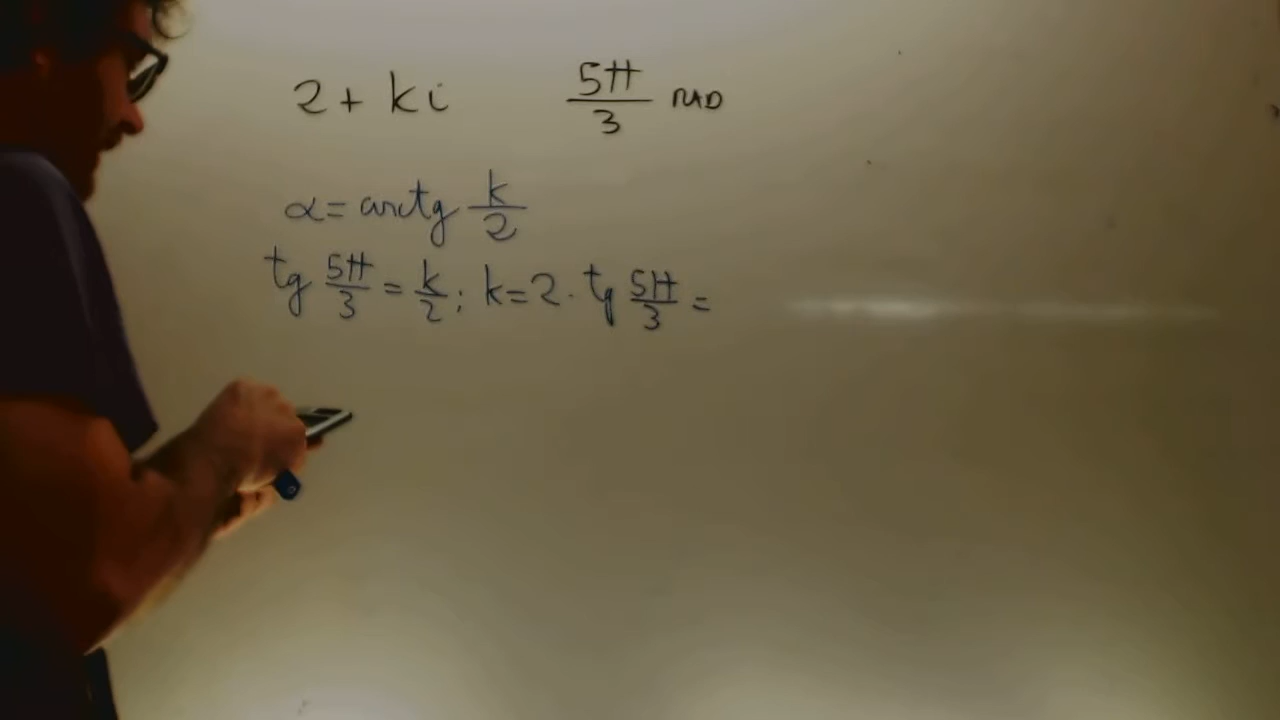 2 + ki 5π/3 RAD
α = arctg k/2
tg 5π/3 = k/2 ; k = 2 · tg 5π/3 =